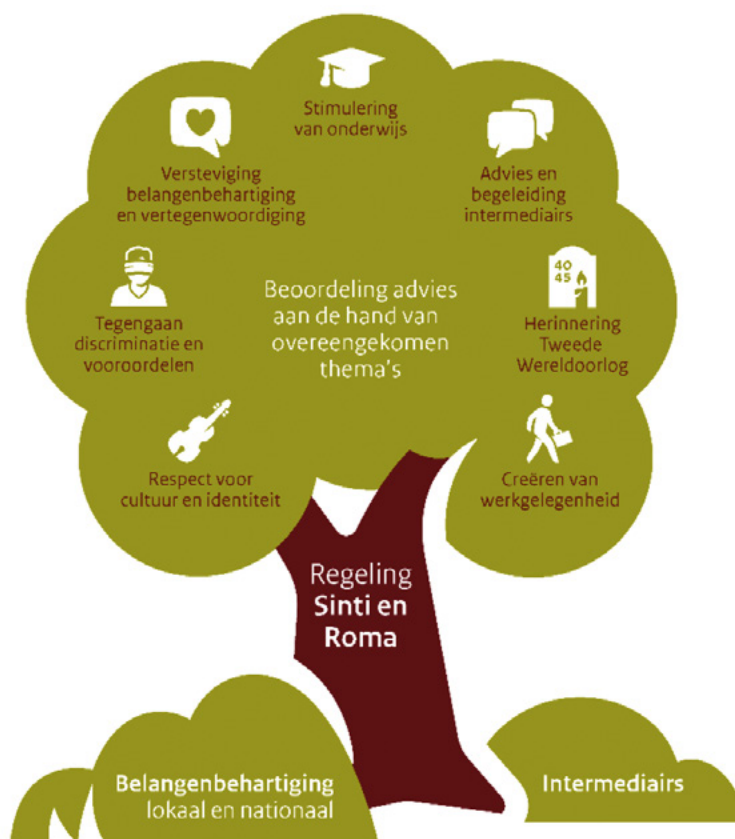 Stimulering
van onderwijs
Versteviging
belangenbehartiging
en vertegenwoordiging
Advies en
begeleiding
intermediairs
Tegengaan
discriminatie en
vooroordelen
Beoordeling advies
aan de hand van
overeengekomen
thema's
40
45
Herinnering
Tweede
Wereldoorlog
Respect voor
cultuur en identiteit
Creëren van
werkgelegenheid
Regeling
Sinti en
Roma
Belangenbehartiging
lokaal en nationaal
Intermediairs